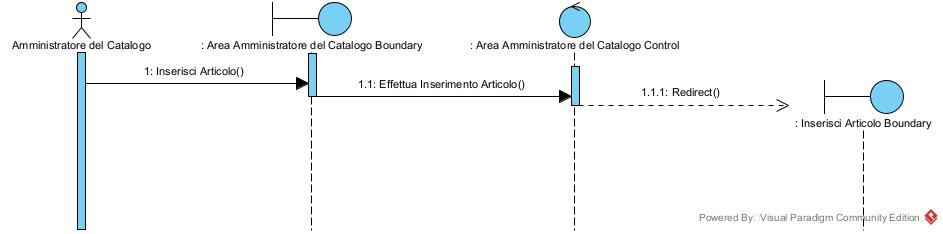 Amministratore del Catalogo
: Area Amministratore del Catalogo Boundary
: Area Amministratore del Catalogo Control
1: Inserisci Articolo()
1.1: Effettua Inserimento Articolo()
1.1.1: Redirect()
: Inserisci Articolo Boundary
Powered By Visual Paradigm Community Edition